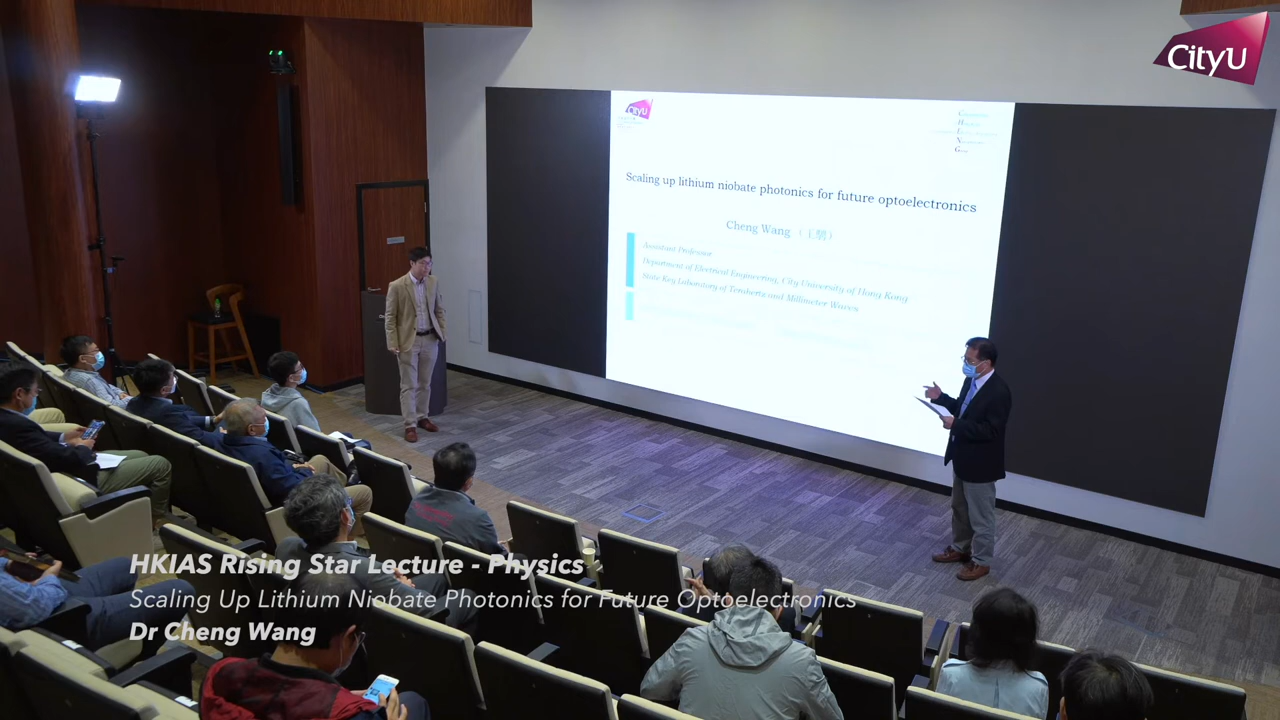 CityU
CityU
Scaling up lithium niobate photonics for future optoelectronics
Cheng Wang
Assistant Professor
Department of Electrical Engineering, City University of Hong Kong
State Key Laboratory of Terahertz and Millimeter Waves
HKIAS Rising Star Lecture - Physics
Scaling Up Lithium Niobate Photonics for Future Optoelectronics
Dr Cheng Wang